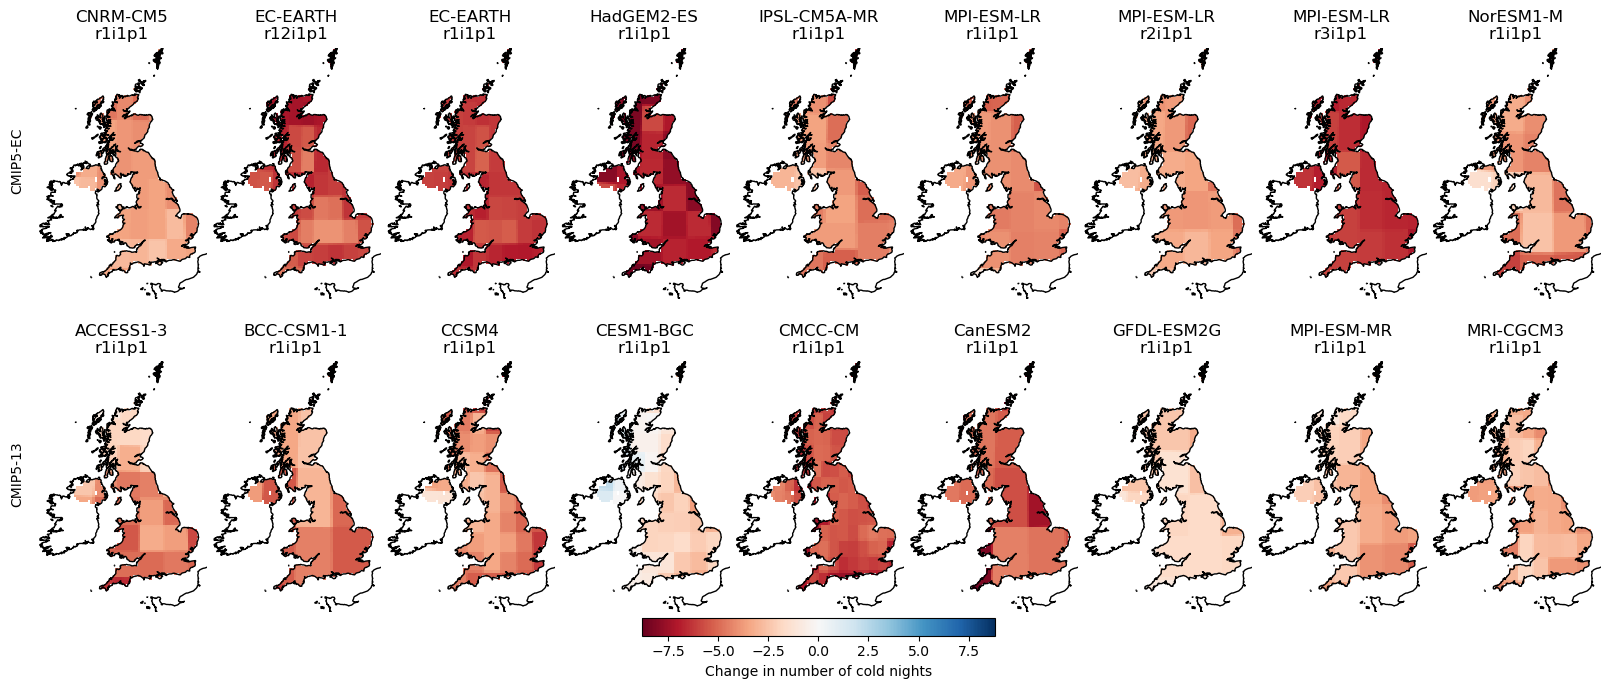 CNRM-CM5 EC-EARTH EC-EARTH HadGEM2-ES IPSL-CM5A-MR MPI-ESM-LR MPI-ESM-LR MPI-ESM-LR NorESM1-M
r1i1p1 r12i1p1 r1i1p1 r1i1p1 r1i1p1 r1i1p1 r2i1p1 r3i1p1 r1i1p1
CMIP5-EC
ACCESS1-3 BCC-CSM1-1 CCSM4 CESM1-BGC CMCC-CM CanESM2 GFDL-ESM2G MPI-ESM-MR MRI-CGCM3
r1i1p1 r1i1p1 r1i1p1 r1i1p1 r1i1p1 r1i1p1 r1i1p1 r1i1p1 r1i1p1
CMIP5-13
−7.5 −5.0 −2.5 0.0 2.5 5.0 7.5
Change in number of cold nights